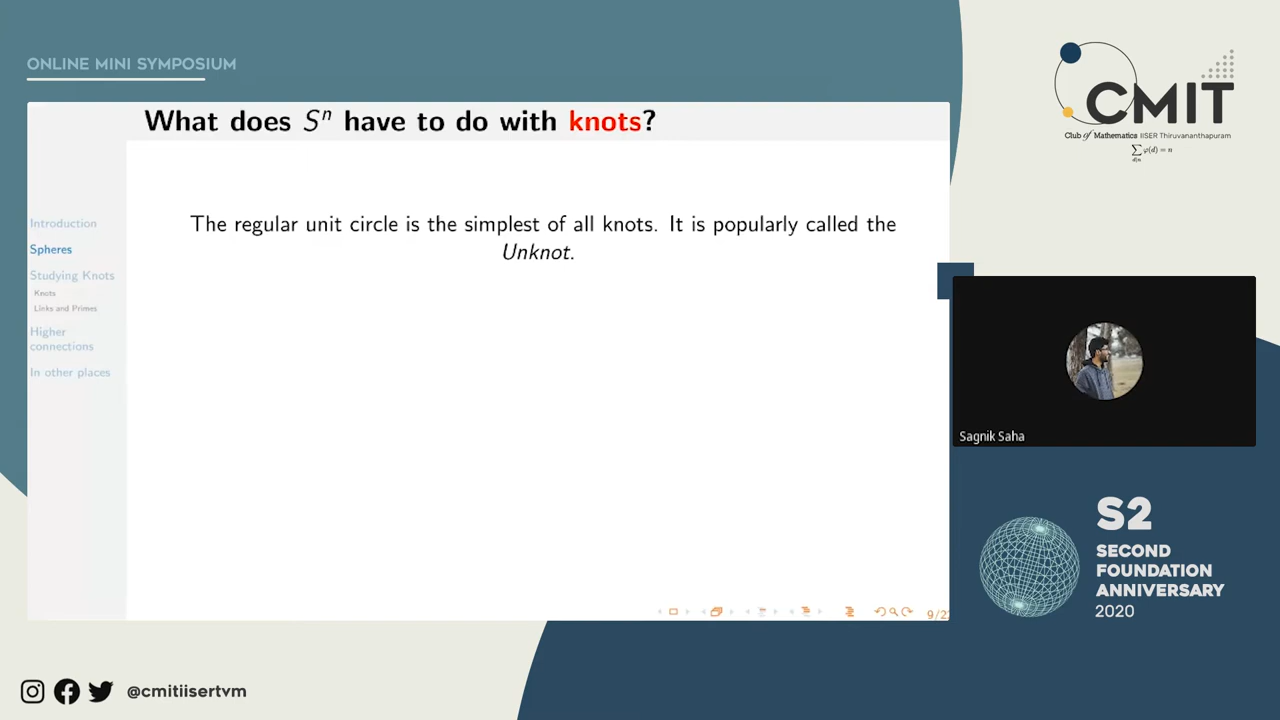 ONLINE MINI SYMPOSIUM
What does Sⁿ have to do with knots?
The regular unit circle is the simplest of all knots. It is popularly called the
Unknot.
Introduction
Spheres
Studying Knots
Knots
Links and Primes
Higher
connections
In other places
9/2
CMIT
Club of Mathematics IISER Thiruvananthapuram
∑ φ(d) = n
d|n
Sagnik Saha
S2
SECOND
FOUNDATION
ANNIVERSARY
2020
@cmitiisertvm